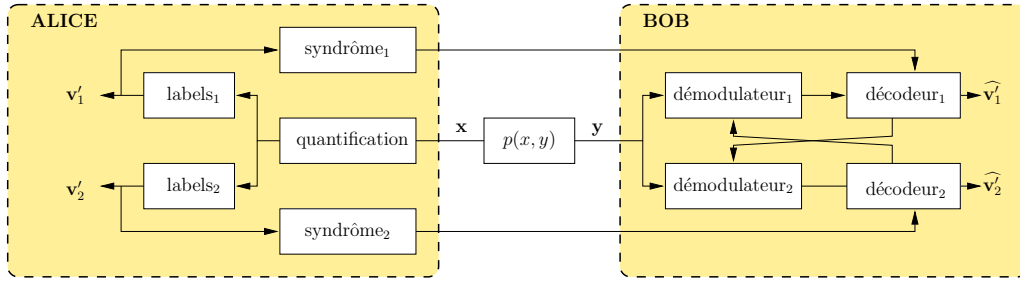 ALICE
BOB
syndrôme₁
v′₁
labels₁
démodulateur₁
décodeur₁
v̂′₁
quantification
x
p(x, y)
y
v′₂
labels₂
démodulateur₂
décodeur₂
v̂′₂
syndrôme₂